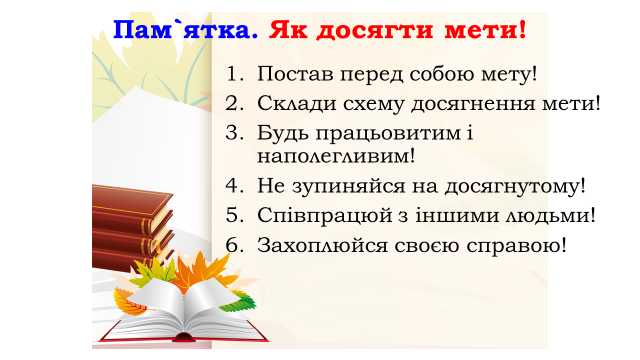 Пам`ятка. Як досягти мети!
1. Постав перед собою мету!
2. Склади схему досягнення мети!
3. Будь працьовитим і
наполегливим!
4. Не зупиняйся на досягнутому!
5. Співпрацюй з іншими людьми!
6. Захоплюйся своєю справою!